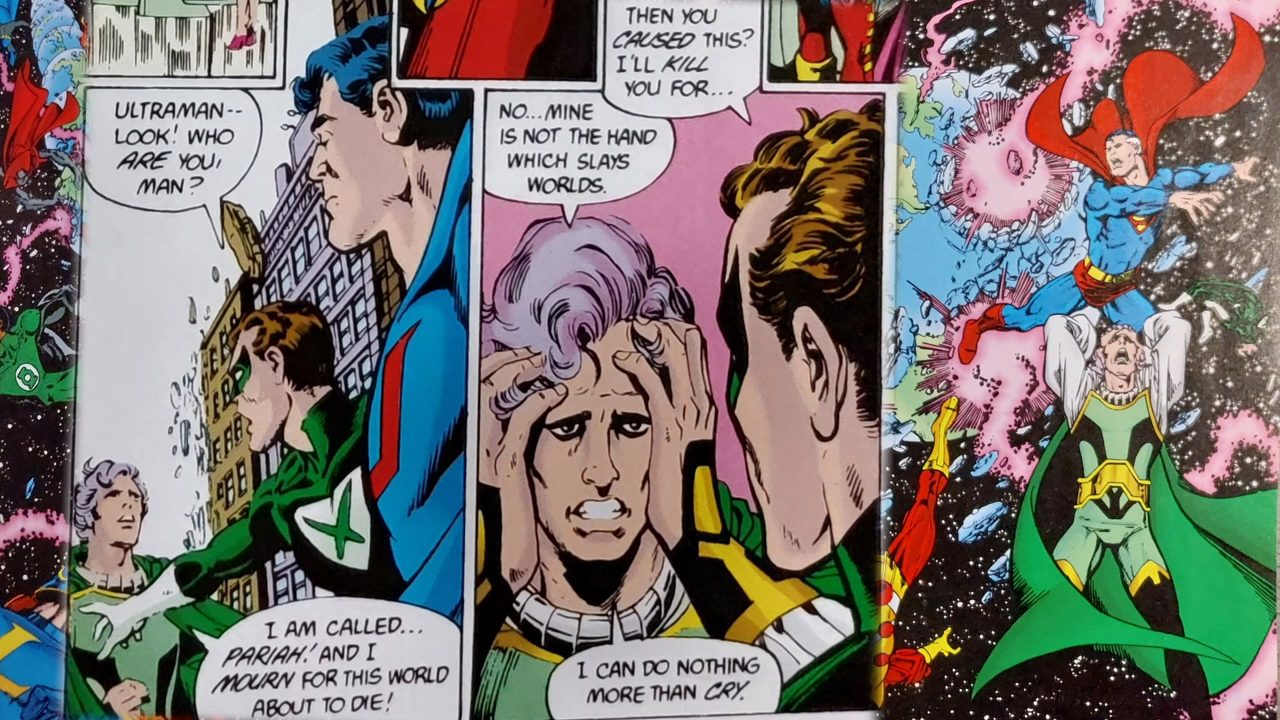 ULTRAMAN--
LOOK! WHO
ARE YOU,
MAN?
I AM CALLED...
PARIAH! AND I
MOURN FOR THIS WORLD
ABOUT TO DIE!
THEN YOU
CAUSED THIS?
I'LL KILL
YOU FOR...
NO...MINE
IS NOT THE HAND
WHICH SLAYS
WORLDS.
I CAN DO NOTHING
MORE THAN CRY.